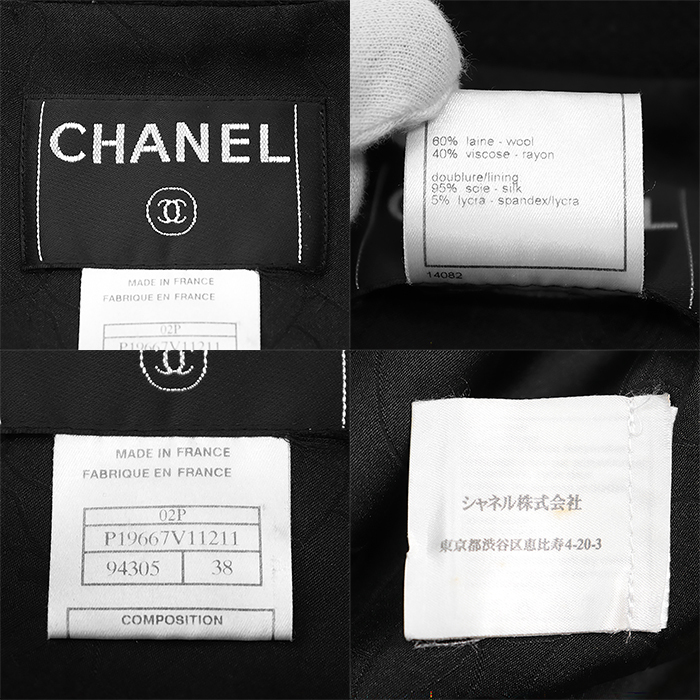 CHANEL
MADE IN FRANCE
FABRIQUE EN FRANCE
02P
P19667V11211
60% laine - wool
40% viscose - rayon
doublure/lining
95% soie - silk
5% lycra - spandex/lycra
14082
MADE IN FRANCE
FABRIQUE EN FRANCE
02P
P19667V11211
94305 38
COMPOSITION
シャネル株式会社
東京都渋谷区恵比寿4-20-3